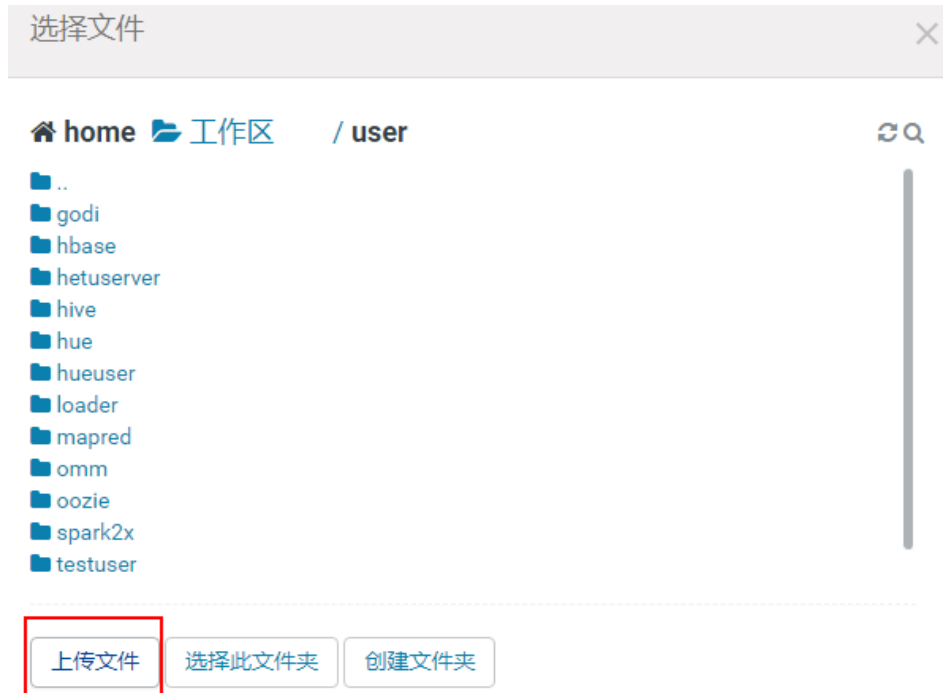 选择文件
home 工作区 / user
..
godi
hbase
hetuserver
hive
hue
hueuser
loader
mapred
omm
oozie
spark2x
testuser
上传文件 选择此文件夹 创建文件夹